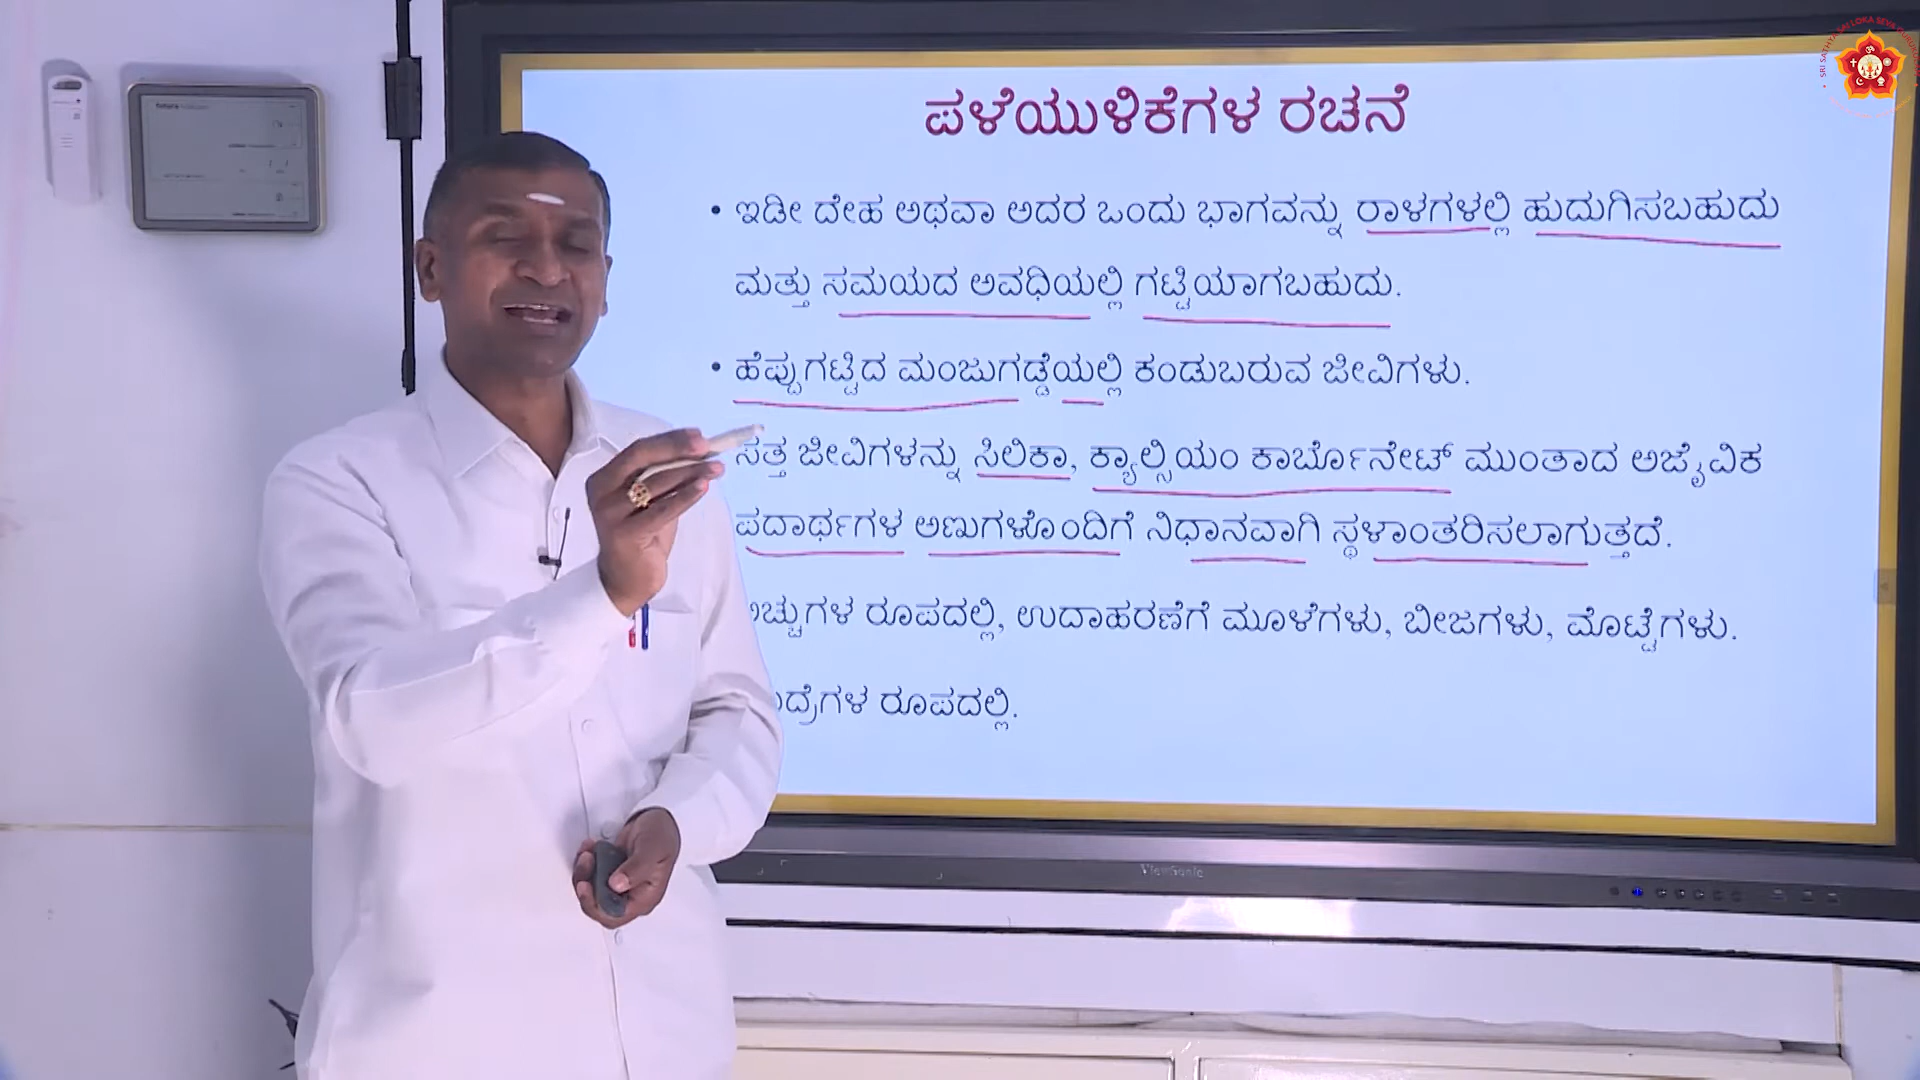 ಪಳೆಯುಳಿಕೆಗಳ ರಚನೆ
• ಇಡೀ ದೇಹ ಅಥವಾ ಅದರ ಒಂದು ಭಾಗವನ್ನು ರಾಳಗಳಲ್ಲಿ ಹುದುಗಿಸಬಹುದು
ಮತ್ತು ಸಮಯದ ಅವಧಿಯಲ್ಲಿ ಗಟ್ಟಿಯಾಗಬಹುದು.
• ಹೆಪ್ಪುಗಟ್ಟಿದ ಮಂಜುಗಡ್ಡೆಯಲ್ಲಿ ಕಂಡುಬರುವ ಜೀವಿಗಳು.
ಸತ್ತ ಜೀವಿಗಳನ್ನು ಸಿಲಿಕಾ, ಕ್ಯಾಲ್ಸಿಯಂ ಕಾರ್ಬೊನೇಟ್ ಮುಂತಾದ ಅಜೈವಿಕ
ಪದಾರ್ಥಗಳ ಅಣುಗಳೊಂದಿಗೆ ನಿಧಾನವಾಗಿ ಸ್ಥಳಾಂತರಿಸಲಾಗುತ್ತದೆ.
ರೂಪದಲ್ಲಿ, ಉದಾಹರಣೆಗೆ ಮೂಳೆಗಳು, ಬೀಜಗಳು, ಮೊಟ್ಟೆಗಳು.
ರೂಪದಲ್ಲಿ.
ViewSonic